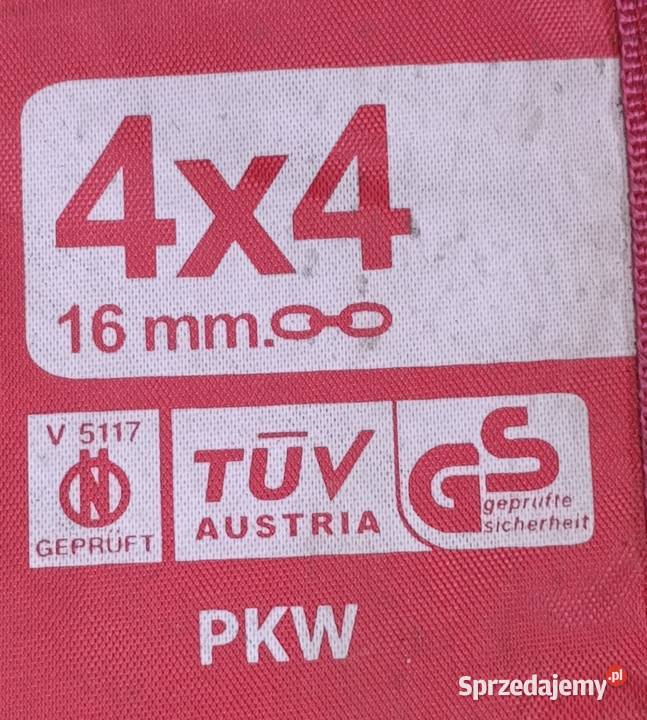 4x4
16 mm.
V 5117
GEPRÜFT
TÜV
AUSTRIA
GS
geprüfte
sicherheit
PKW
Sprzedajemy.pl